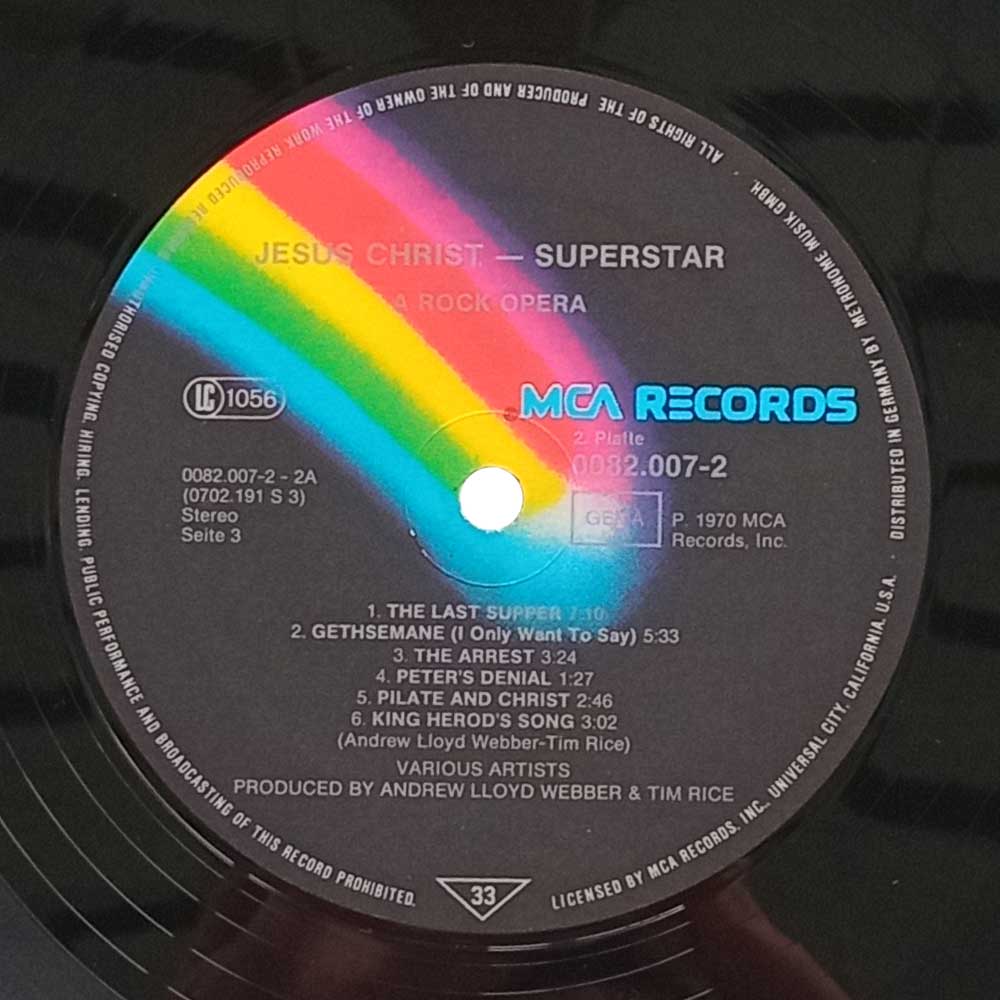 JESUS CHRIST — SUPERSTAR
A ROCK OPERA
LC 1056
MCA RECORDS
2. Platte
0082.007-2
0082.007-2 - 2A
(0702.191 S 3)
Stereo
Seite 3
GEMA
P. 1970 MCA
Records, Inc.
1. THE LAST SUPPER 7:10
2. GETHSEMANE (I Only Want To Say) 5:33
3. THE ARREST 3:24
4. PETER'S DENIAL 1:27
5. PILATE AND CHRIST 2:46
6. KING HEROD'S SONG 3:02
(Andrew Lloyd Webber-Tim Rice)
VARIOUS ARTISTS
PRODUCED BY ANDREW LLOYD WEBBER & TIM RICE
33
ALL RIGHTS OF THE PRODUCER AND OF THE OWNER OF THE WORK REPRODUCED RESERVED. UNAUTHORISED COPYING, HIRING, LENDING, PUBLIC PERFORMANCE AND BROADCASTING OF THIS RECORD PROHIBITED.
LICENSED BY MCA RECORDS, INC., UNIVERSAL CITY, CALIFORNIA, U.S.A.
DISTRIBUTED IN GERMANY BY METRONOME MUSIK GMBH.